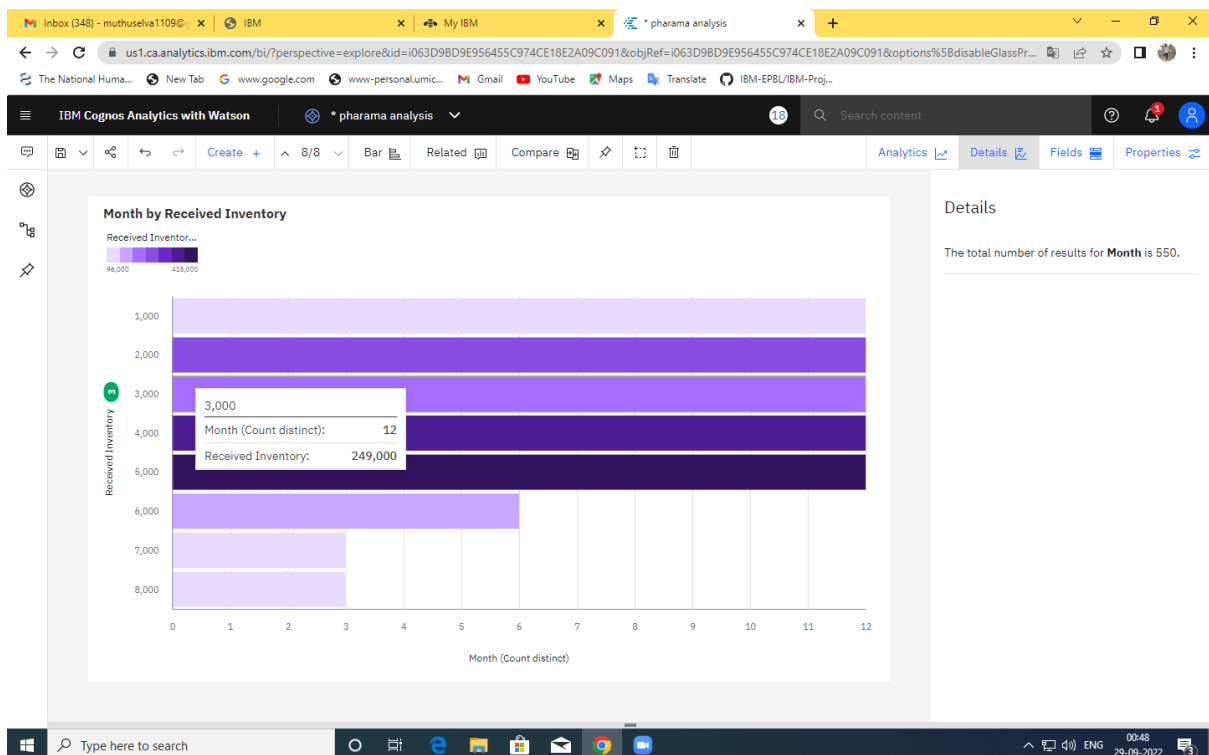 Inbox (348) - muthuselva1109@g
IBM
My IBM
* pharama analysis
us1.ca.analytics.ibm.com/bi/?perspective=explore&id=i063D9BD9E956455C974CE18E2A09C091&objRef=i063D9BD9E956455C974CE18E2A09C091&options%5BdisableGlassPr...
The National Huma...
New Tab
www.google.com
www-personal.umic...
Gmail
YouTube
Maps
Translate
IBM-EPBL/IBM-Proj...
IBM Cognos Analytics with Watson
* pharama analysis
18
Search content
1
Create +
8/8
Bar
Related
Compare
Analytics
Details
Fields
Properties
Month by Received Inventory
Received Inventor...
96,000 418,000
Details
The total number of results for Month is 550.
Received Inventory
3
1,000
2,000
3,000
4,000
5,000
6,000
7,000
8,000
3,000
Month (Count distinct): 12
Received Inventory: 249,000
0 1 2 3 4 5 6 7 8 9 10 11 12
Month (Count distinct)
Type here to search
ENG
00:48
29-09-2022
3